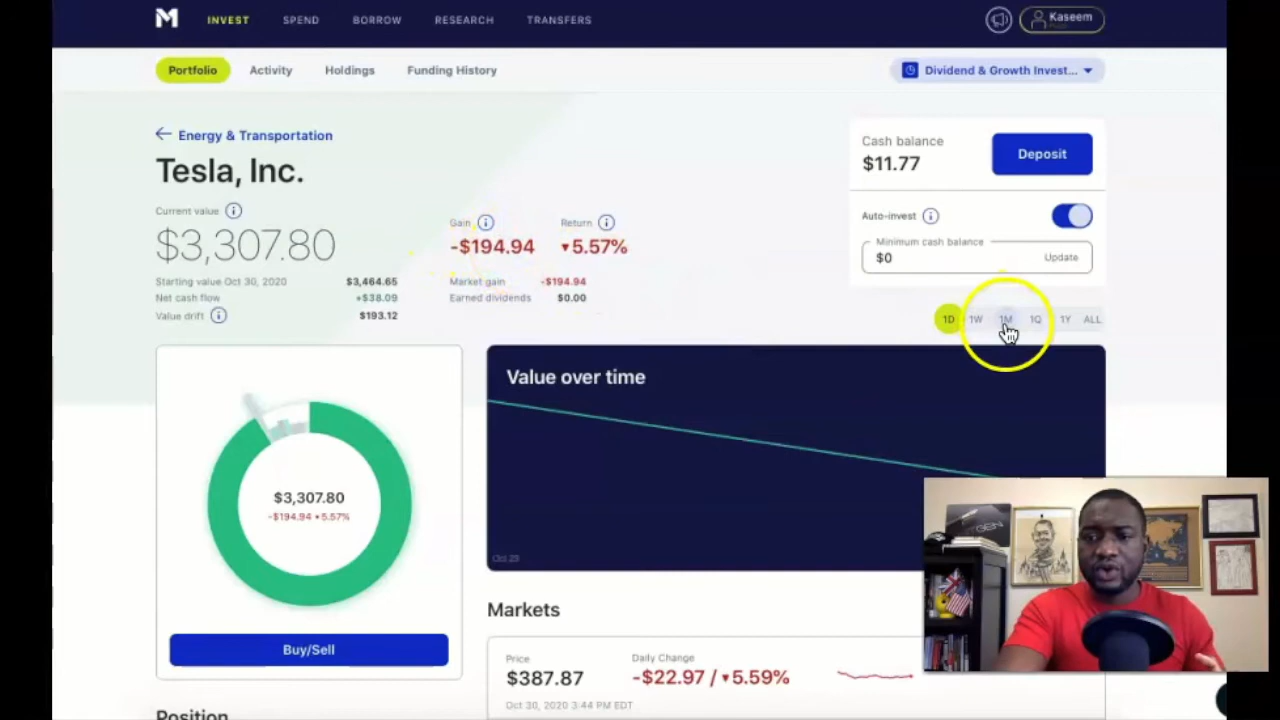 INVEST SPEND BORROW RESEARCH TRANSFERS Kaseem
Portfolio Activity Holdings Funding History Dividend & Growth Invest...
Energy & Transportation
Tesla, Inc.
Cash balance
$11.77
Deposit
Current value
$3,307.80
Gain Return
-$194.94 ▼5.57%
Auto-invest
Minimum cash balance
$0 Update
Starting value Oct 30, 2020 $3,464.65
Net cash flow +$38.09
Value drift $193.12
Market gain -$194.94
Earned dividends $0.00
1D 1W 1M 1Q 1Y ALL
$3,307.80
-$194.94 ▼5.57%
Buy/Sell
Value over time
Oct 29
Markets
Price
$387.87
Daily Change
-$22.97 / ▼5.59%
Oct 30, 2020 3:44 PM EDT
Position